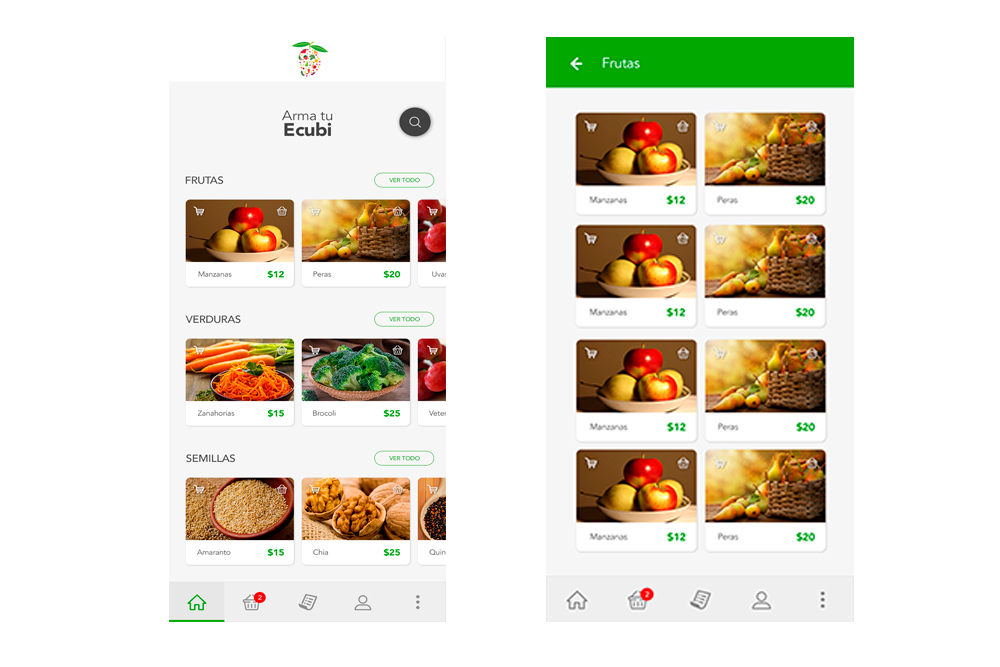 Arma tu
Ecubi
FRUTAS
VER TODO
Manzanas $12
Peras $20
Uvas
VERDURAS
VER TODO
Zanahorias $15
Brocoli $25
SEMILLAS
VER TODO
Amaranto $15
Chia $25
2
Frutas
Manzanas $12
Peras $20
Manzanas $12
Peras $20
Manzanas $12
Peras $20
Manzanas $12
Peras $20
2